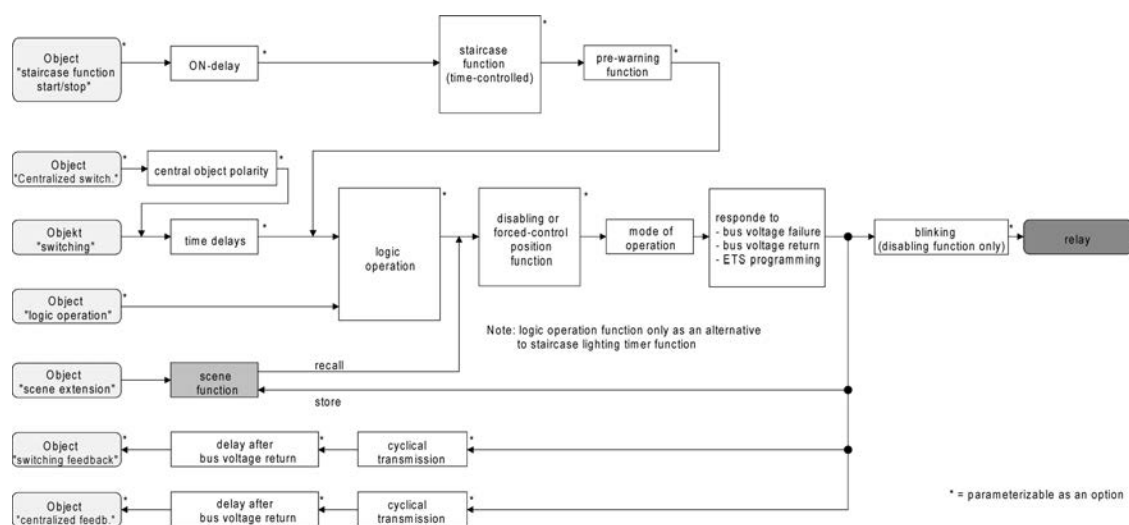 Object
"staircase function
start/stop"
*
ON-delay
*
staircase
function
(time-controlled)
*
pre-warning
function
*
Object
"Centralized switch."
*
central object polarity
*
Objekt
"switching"
time delays
*
logic
operation
*
disabling or
forced-control
position
function
*
mode of
operation
responde to
- bus voltage failure
- bus voltage return
- ETS programming
blinking
(disabling function only)
*
relay
Object
"logic operation"
*
Note: logic operation function only as an alternative
to staircase lighting timer function
Object
"scene extension"
*
scene
function
recall
store
Object
"switching feedback"
*
delay after
bus voltage return
*
cyclical
transmission
*
Object
"centralized feedb."
*
delay after
bus voltage return
*
cyclical
transmission
*
* = parameterizable as an option